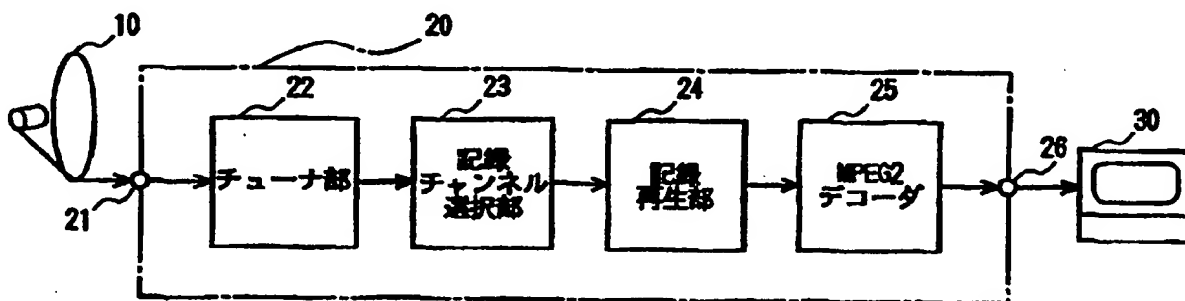 10
20
22
23
24
25
26
30
21
チューナ部
記録
チャンネル
選択部
記録
再生部
MPEG2
デコーダ